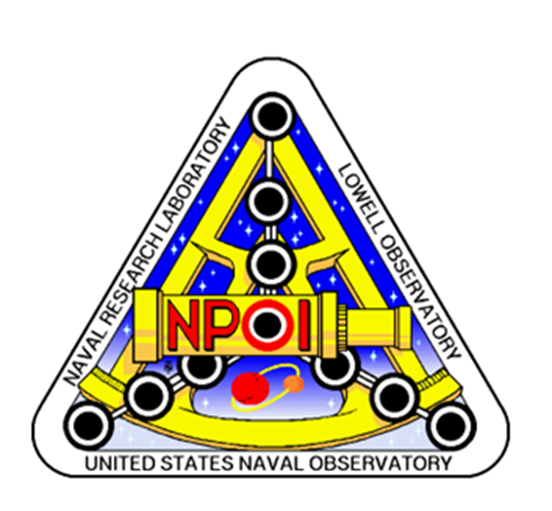 NAVAL RESEARCH LABORATORY
LOWELL OBSERVATORY
NPOI
UNITED STATES NAVAL OBSERVATORY